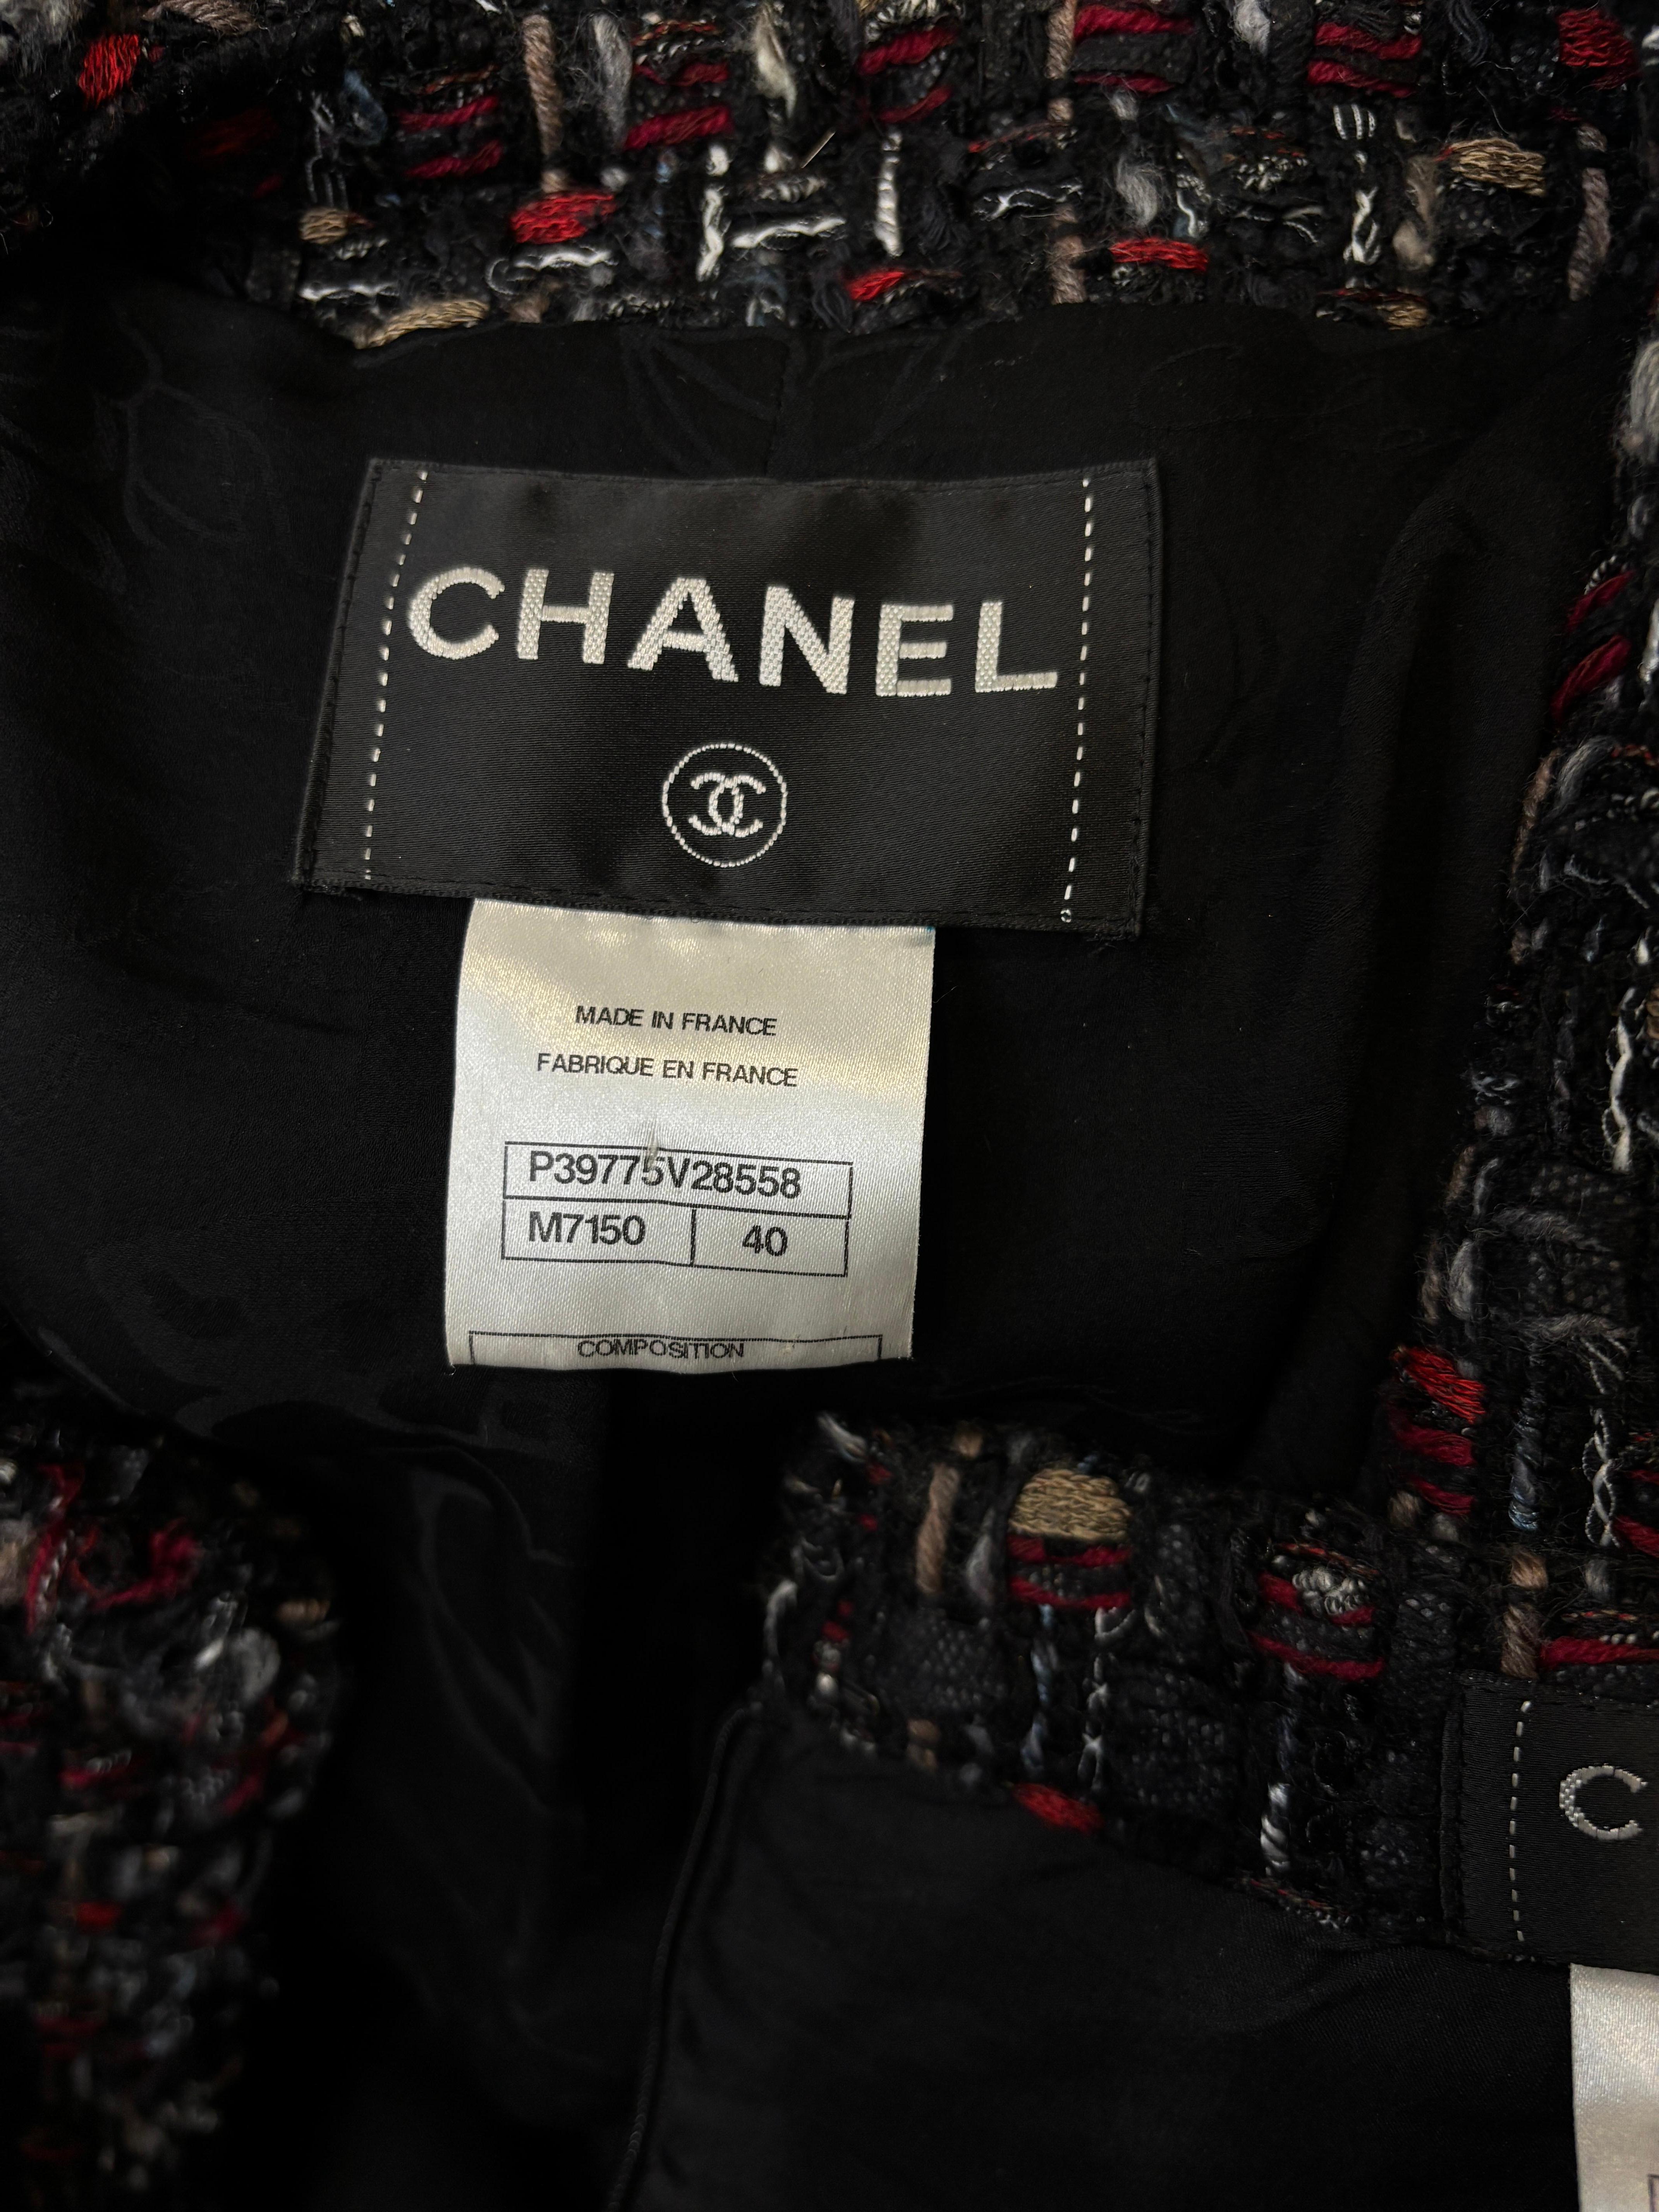 CHANEL
MADE IN FRANCE
FABRIQUE EN FRANCE
P39775V28558
M7150 40
COMPOSITION
C